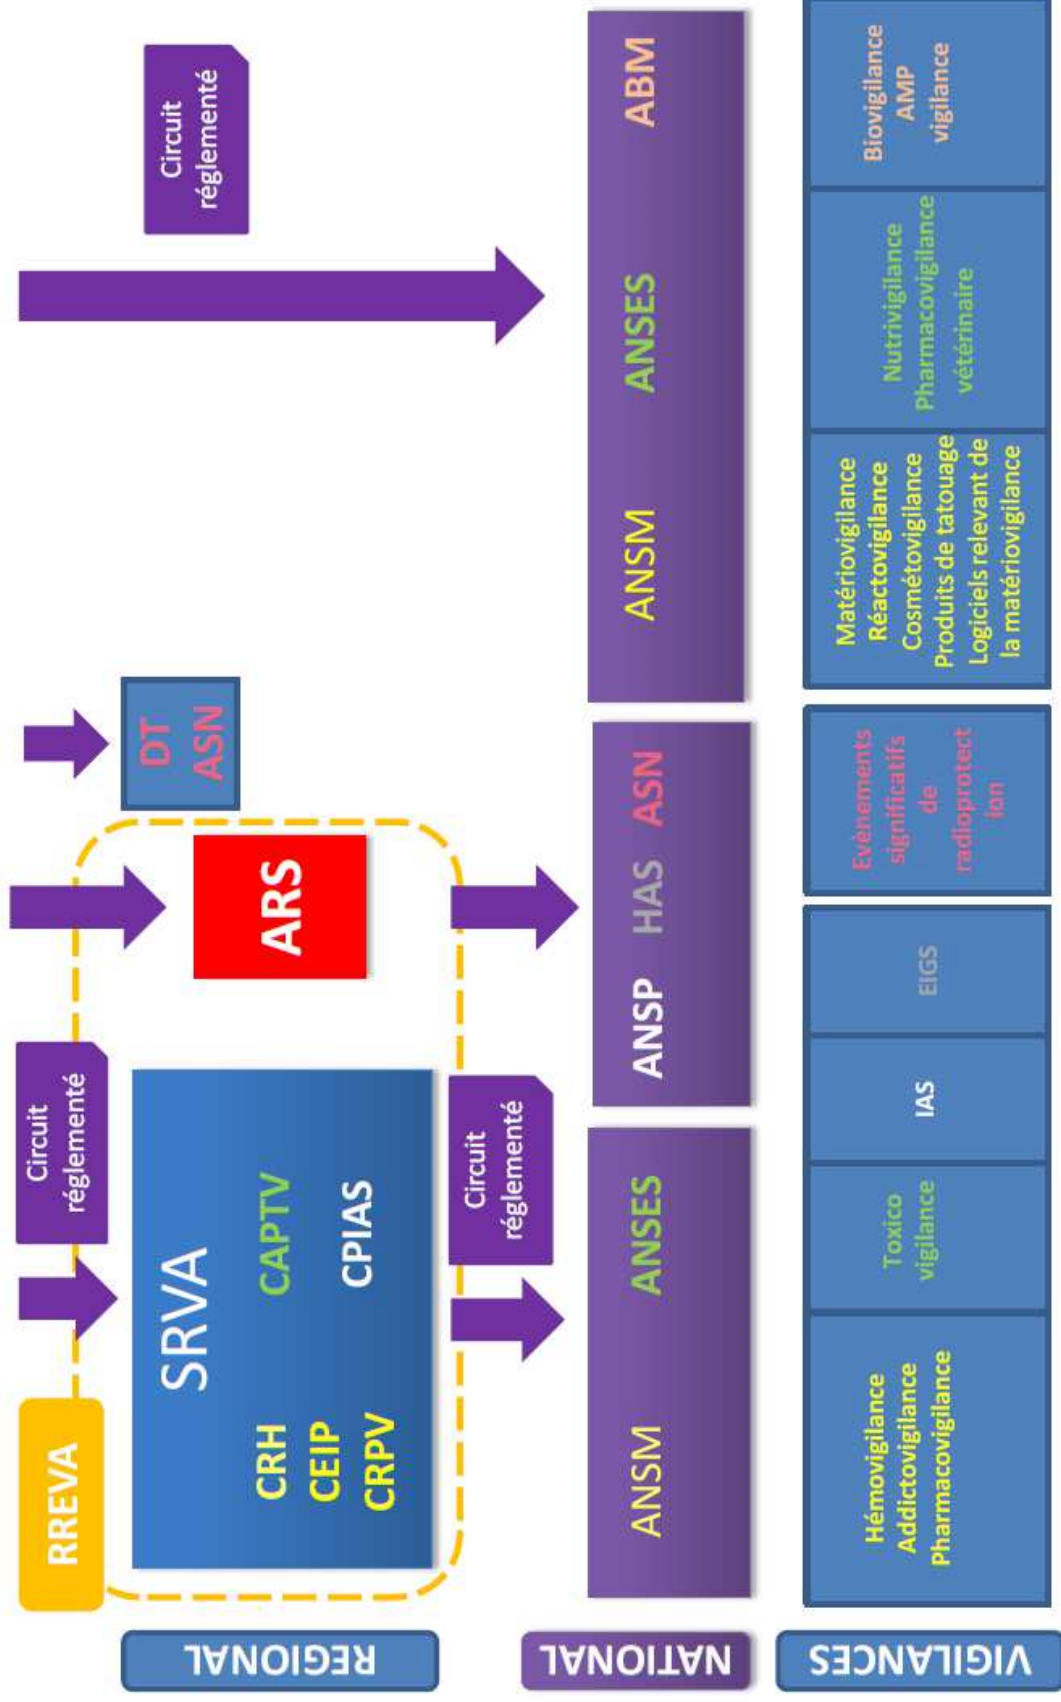 RREVA
Circuit
réglementé
REGIONAL
SRVA
CRH
CEIP
CRPV
CAPTV
CPIAS
ARS
DT
ASN
Circuit
réglementé
Circuit
réglementé
NATIONAL
ANSM
ANSES
ANSP
HAS
ASN
ANSM
ANSES
ABM
VIGILANCES
Hémovigilance
Addictovigilance
Pharmacovigilance
Toxico
vigilance
IAS
EIGS
Evènements
significatifs
de
radioprotect
ion
Matériovigilance
Réactovigilance
Cosmétovigilance
Produits de tatouage
Logiciels relevant de
la matériovigilance
Nutrivigilance
Pharmacovigilance
vétérinaire
Biovigilance
AMP
vigilance